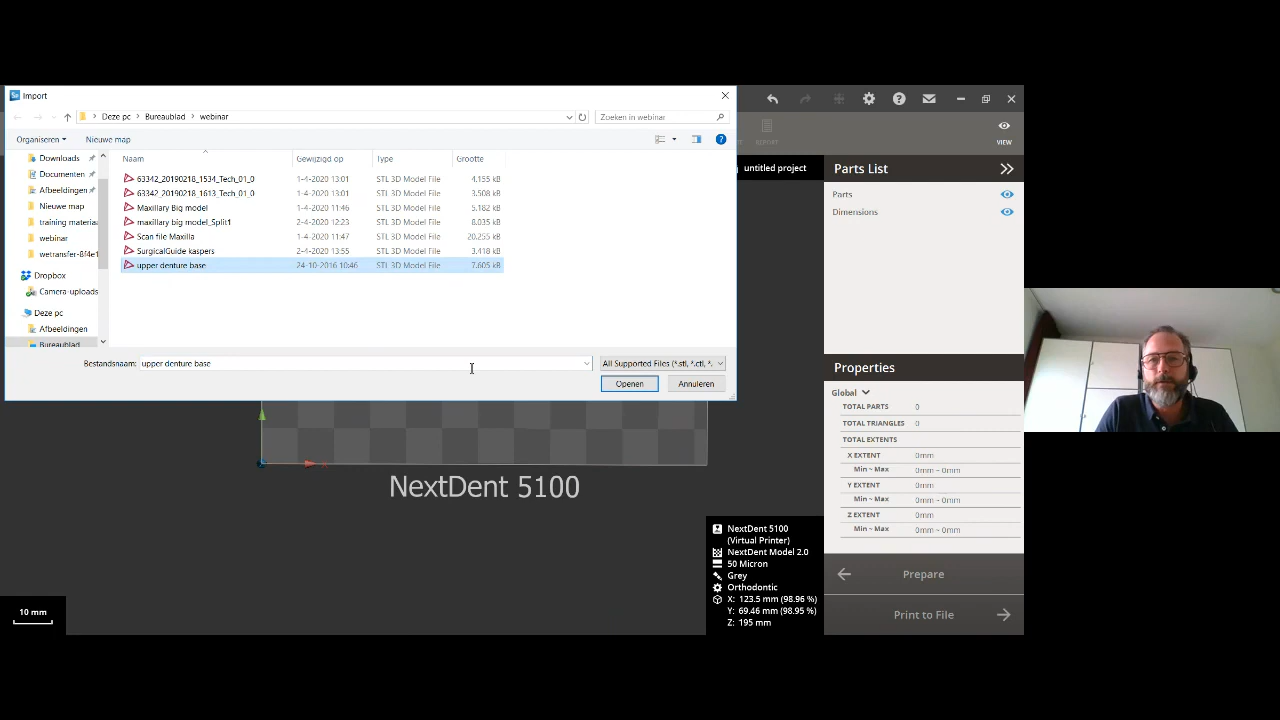 Import
Deze pc > Bureaublad > webinar
Zoeken in webinar
Organiseren
Nieuwe map
Downloads
Documenten
Afbeeldingen
Nieuwe map
training materiaa
webinar
wetransfer-8f4e1
Dropbox
Camera-uploads
Deze pc
Afbeeldingen
Bureaublad
Naam Gewijzigd op Type Grootte
63342_20190218_1534_Tech_01_0 1-4-2020 13:01 STL 3D Model File 4.155 kB
63342_20190218_1613_Tech_01_0 1-4-2020 13:01 STL 3D Model File 3.508 kB
Maxillary Big model 1-4-2020 11:46 STL 3D Model File 5.182 kB
maxillary big model_Split1 2-4-2020 12:23 STL 3D Model File 8.035 kB
Scan file Maxilla 1-4-2020 11:47 STL 3D Model File 20.255 kB
SurgicalGuide kaspers 2-4-2020 13:55 STL 3D Model File 3.418 kB
upper denture base 24-10-2016 10:46 STL 3D Model File 7.605 kB
Bestandsnaam: upper denture base
All Supported Files (*.stl, *.ctl, *.
Openen
Annuleren
REPORT
VIEW
untitled project
Parts List
Parts
Dimensions
Properties
Global
TOTAL PARTS 0
TOTAL TRIANGLES 0
TOTAL EXTENTS
X EXTENT 0mm
Min ~ Max 0mm ~ 0mm
Y EXTENT 0mm
Min ~ Max 0mm ~ 0mm
Z EXTENT 0mm
Min ~ Max 0mm ~ 0mm
Prepare
Print to File
X
NextDent 5100
NextDent 5100
(Virtual Printer)
NextDent Model 2.0
50 Micron
Grey
Orthodontic
X: 123.5 mm (98.96 %)
Y: 69.46 mm (98.95 %)
Z: 195 mm
10 mm